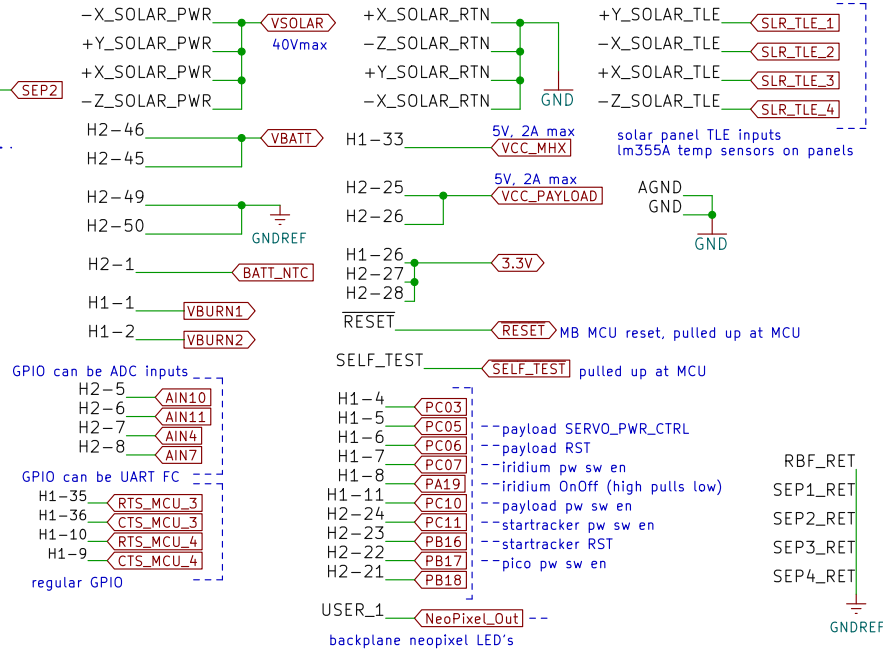 -X_SOLAR_PWR
+Y_SOLAR_PWR
+X_SOLAR_PWR
-Z_SOLAR_PWR
VSOLAR
40Vmax
SEP2
+X_SOLAR_RTN
-Z_SOLAR_RTN
+Y_SOLAR_RTN
-X_SOLAR_RTN
GND
+Y_SOLAR_TLE SLR_TLE_1
-X_SOLAR_TLE SLR_TLE_2
+X_SOLAR_TLE SLR_TLE_3
-Z_SOLAR_TLE SLR_TLE_4
solar panel TLE inputs
lm355A temp sensors on panels
H2-46 VBATT
H2-45
H2-49
H2-50
GNDREF
H2-1 BATT_NTC
H1-1 VBURN1
H1-2 VBURN2
5V, 2A max
H1-33 VCC_MHX
5V, 2A max
H2-25 VCC_PAYLOAD
H2-26
H1-26 3.3V
H2-27
H2-28
RESET RESET MB MCU reset, pulled up at MCU
SELF_TEST SELF_TEST pulled up at MCU
AGND
GND
GND
GPIO can be ADC inputs
H2-5 AIN10
H2-6 AIN11
H2-7 AIN4
H2-8 AIN7
GPIO can be UART FC
H1-35 RTS_MCU_3
H1-36 CTS_MCU_3
H1-10 RTS_MCU_4
H1-9 CTS_MCU_4
regular GPIO
H1-4 PC03
H1-5 PC05 --payload SERVO_PWR_CTRL
H1-6 PC06 --payload RST
H1-7 PC07 --iridium pw sw en
H1-8 PA19 --iridium OnOff (high pulls low)
H1-11 PC10 --payload pw sw en
H2-24 PC11 --startracker pw sw en
H2-23 PB16 --startracker RST
H2-22 PB17 --pico pw sw en
H2-21 PB18
USER_1 NeoPixel_Out --
backplane neopixel LED's
RBF_RET
SEP1_RET
SEP2_RET
SEP3_RET
SEP4_RET
GNDREF